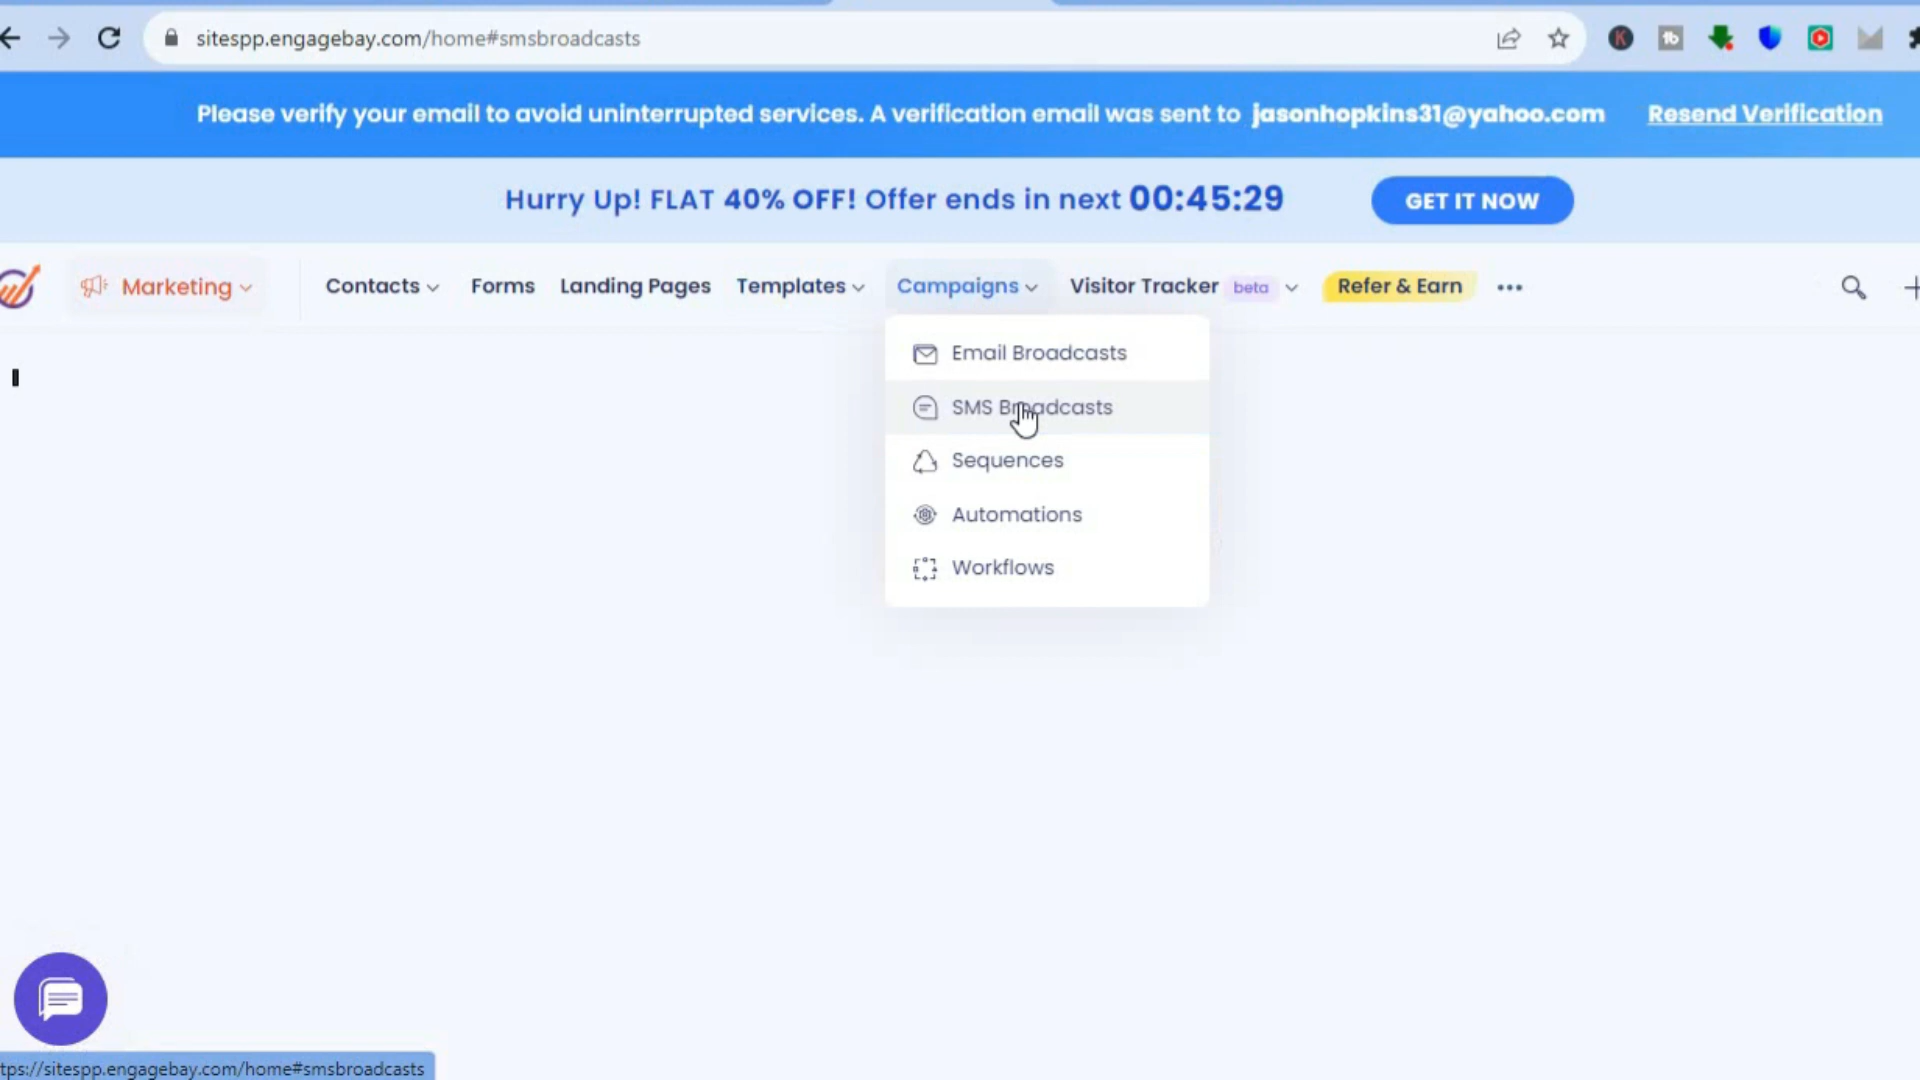 sitespp.engagebay.com/home#smsbroadcasts
Please verify your email to avoid uninterrupted services. A verification email was sent to jasonhopkins31@yahoo.com Resend Verification
Hurry Up! FLAT 40% OFF! Offer ends in next 00:45:29 GET IT NOW
Marketing Contacts Forms Landing Pages Templates Campaigns Visitor Tracker beta Refer & Earn
Email Broadcasts
SMS Broadcasts
Sequences
Automations
Workflows
tps://sitespp.engagebay.com/home#smsbroadcasts